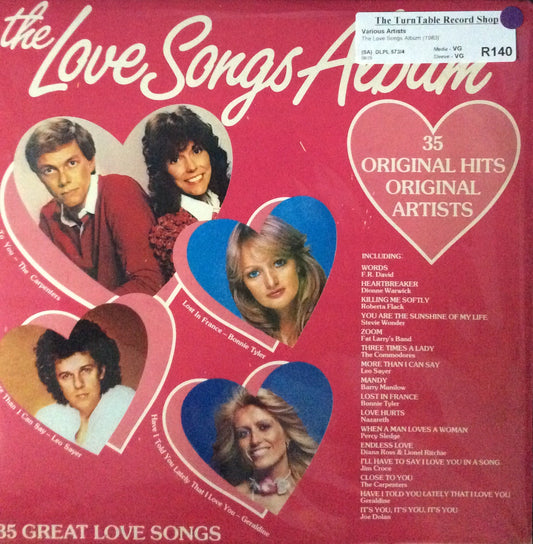 The TurnTable Record Shop
Various Artists
The Love Songs Album (1983)
(SA) DLPL 573/4
Media - VG
Sleeve - VG
R140
the
Love Songs Album
35
ORIGINAL HITS
ORIGINAL
ARTISTS
To You – The Carpenters
Lost In France – Bonnie Tyler
Than I Can Say – Leo Sayer
Have I Told You Lately That I Love You – Geraldine
INCLUDING:
WORDS
F.R. David
HEARTBREAKER
Dionne Warwick
KILLING ME SOFTLY
Roberta Flack
YOU ARE THE SUNSHINE OF MY LIFE
Stevie Wonder
ZOOM
Fat Larry's Band
THREE TIMES A LADY
The Commodores
MORE THAN I CAN SAY
Leo Sayer
MANDY
Barry Manilow
LOST IN FRANCE
Bonnie Tyler
LOVE HURTS
Nazareth
WHEN A MAN LOVES A WOMAN
Percy Sledge
ENDLESS LOVE
Diana Ross & Lionel Ritchie
I'LL HAVE TO SAY I LOVE YOU IN A SONG
Jim Croce
CLOSE TO YOU
The Carpenters
HAVE I TOLD YOU LATELY THAT I LOVE YOU
Geraldine
IT'S YOU, IT'S YOU, IT'S YOU
Joe Dolan
35 GREAT LOVE SONGS